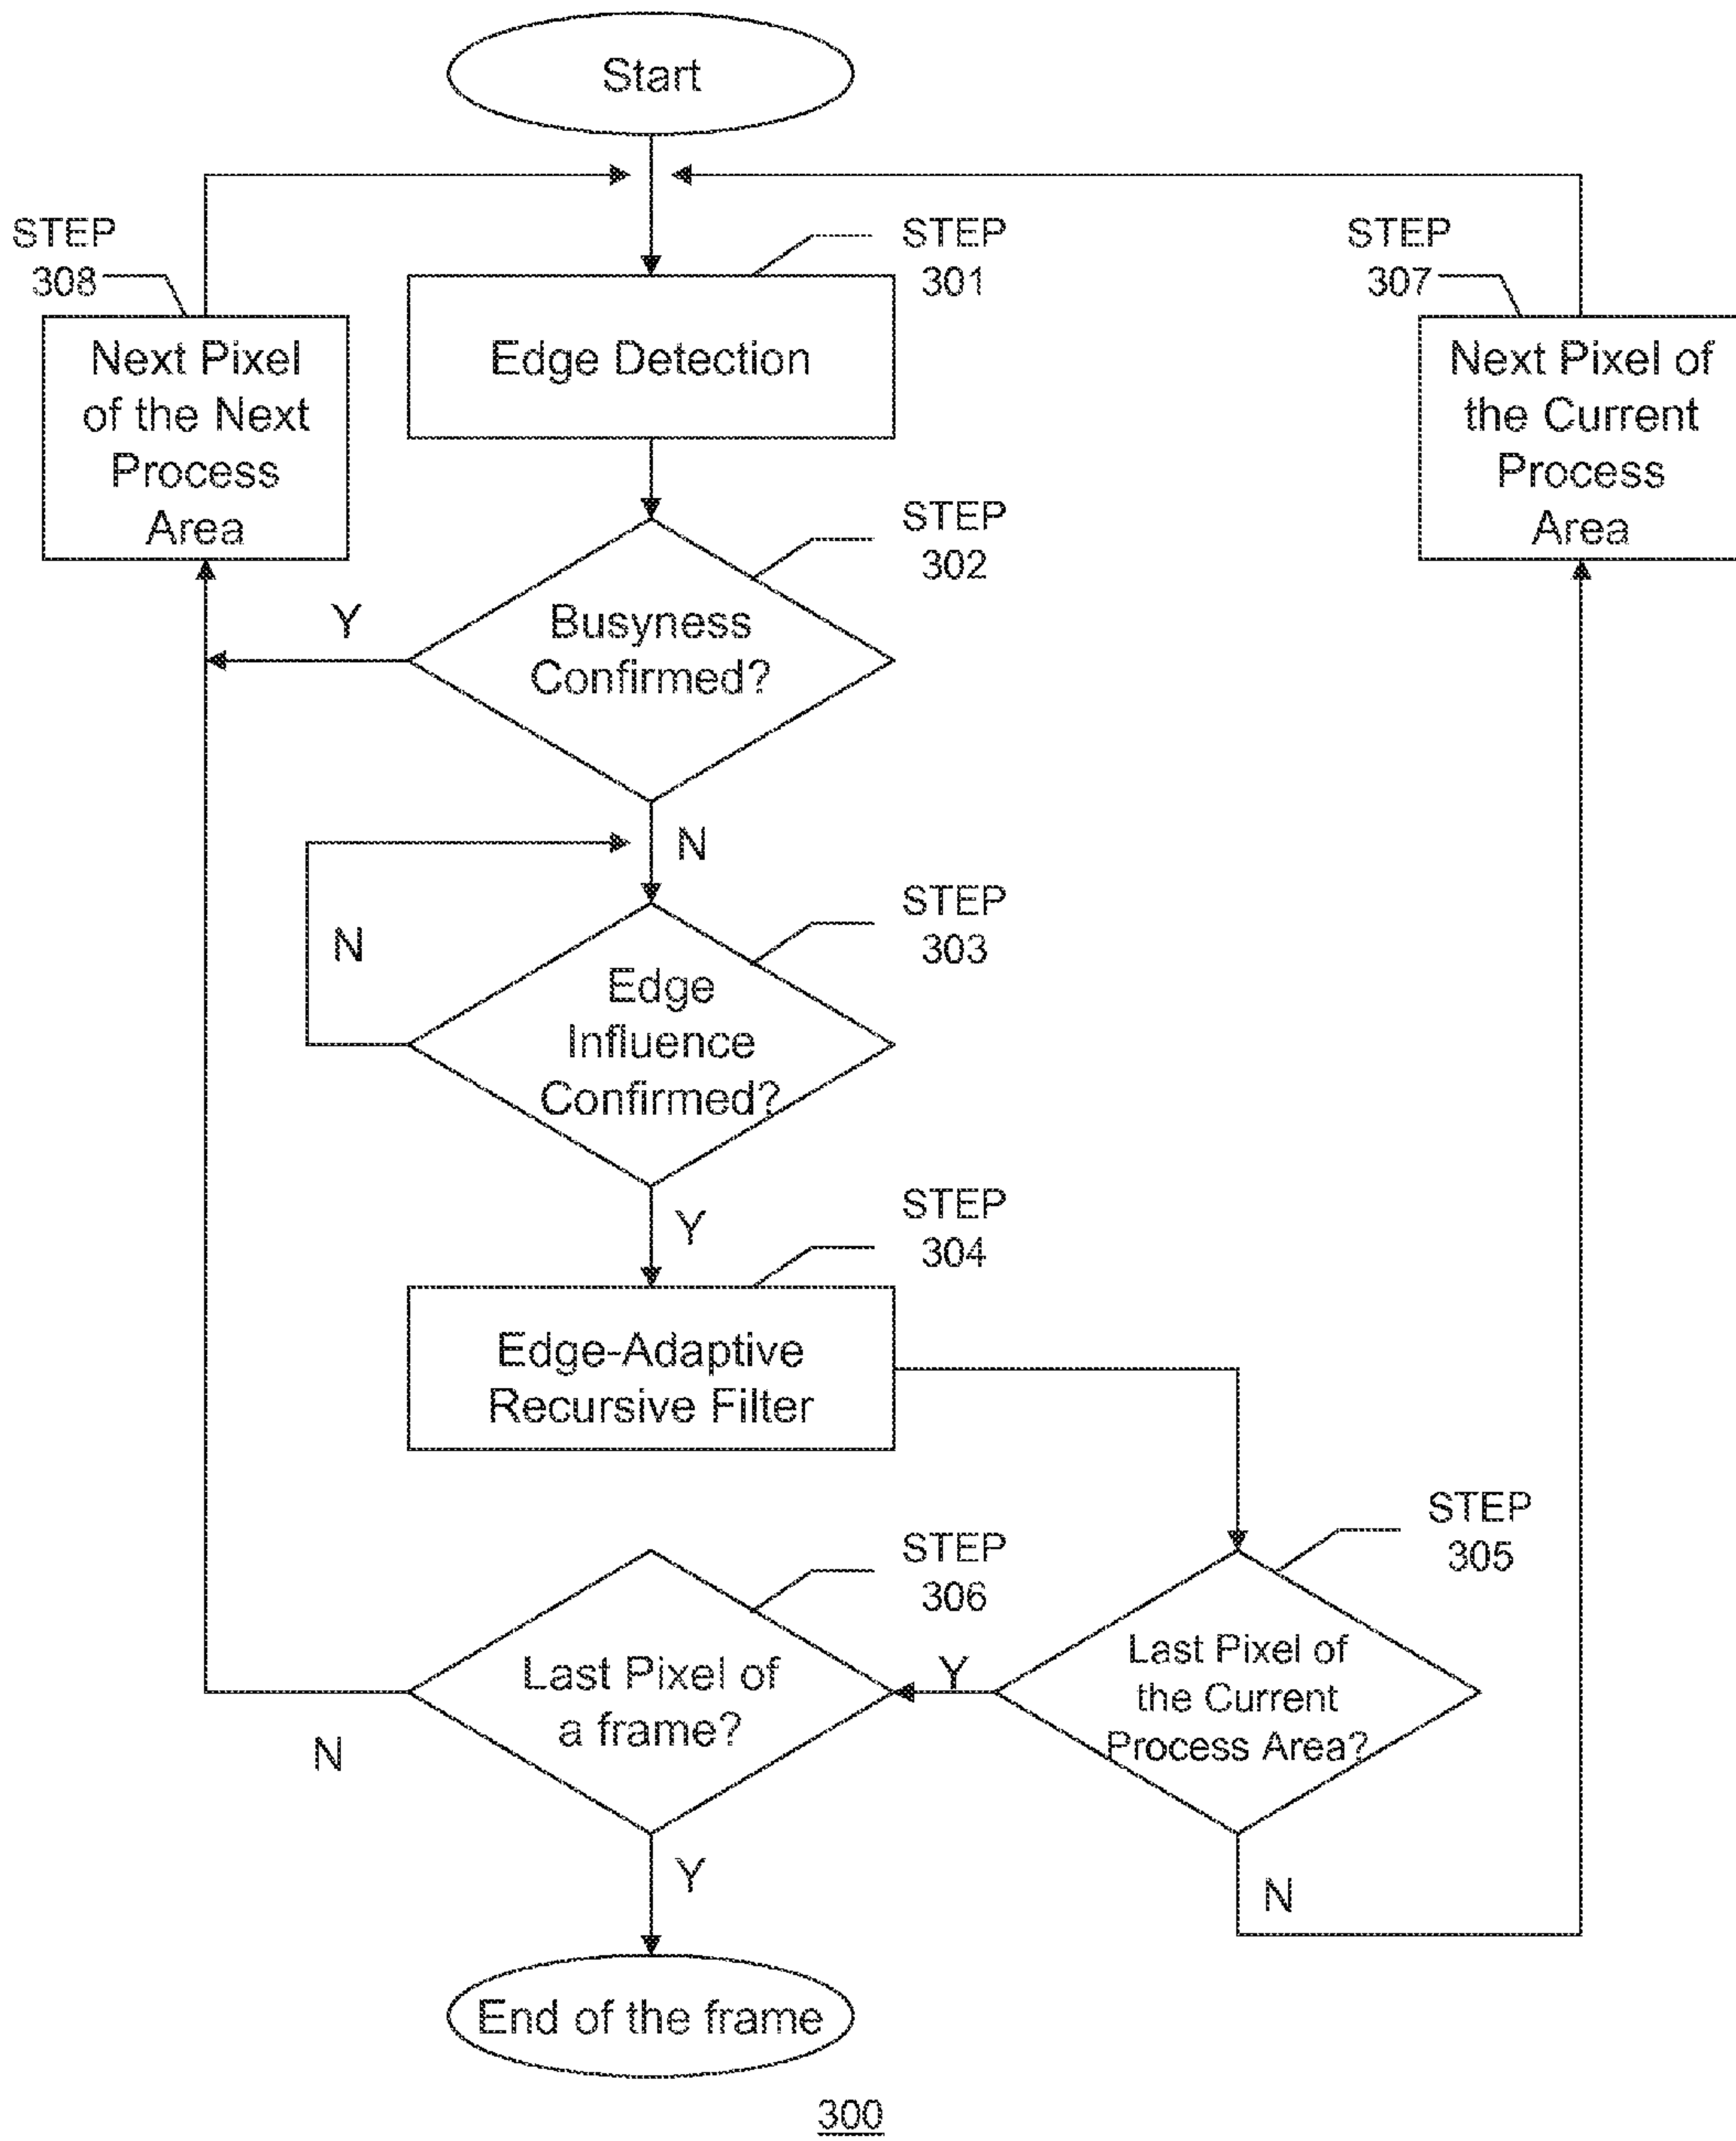 Start
STEP
308
STEP
301
STEP
307
Next Pixel
of the Next
Process
Area
Edge Detection
Next Pixel of
the Current
Process
Area
STEP
302
Y
Busyness
Confirmed?
N
STEP
303
N
Edge
Influence
Confirmed?
Y
STEP
304
Edge-Adaptive
Recursive Filter
STEP
305
STEP
306
Last Pixel of
a frame?
Y
Last Pixel of
the Current
Process Area?
N
Y
N
End of the frame
300